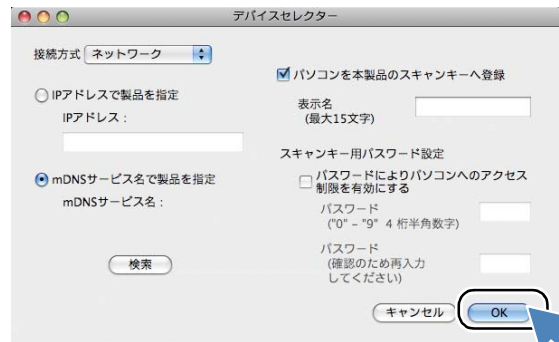 デバイスセレクター
接続方式 ネットワーク
IPアドレスで製品を指定
IPアドレス :
mDNSサービス名で製品を指定
mDNSサービス名 :
検索
パソコンを本製品のスキャンキーへ登録
表示名
(最大15文字)
スキャンキー用パスワード設定
パスワードによりパソコンへのアクセス
制限を有効にする
パスワード
("0" – "9" 4 桁半角数字)
パスワード
(確認のため再入力
してください)
キャンセル
OK